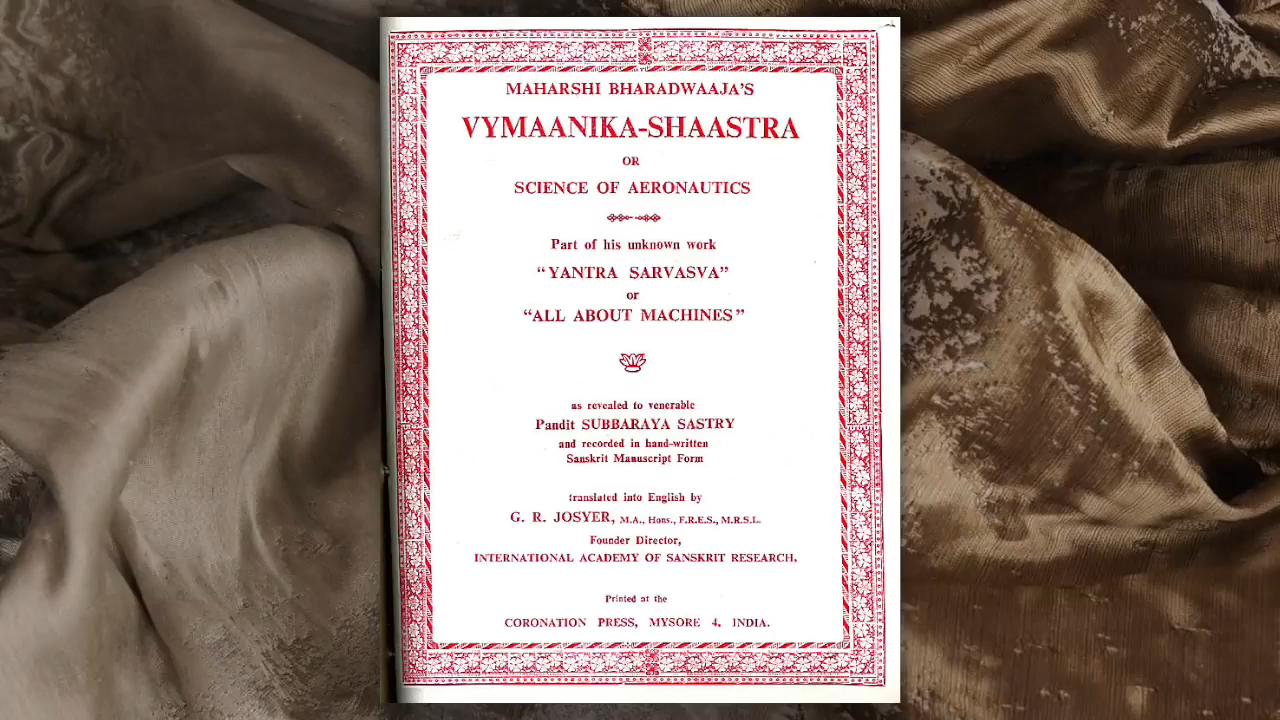 MAHARSHI BHARADWAAJA'S
VYMAANIKA-SHAASTRA
OR
SCIENCE OF AERONAUTICS
Part of his unknown work
"YANTRA SARVASVA"
or
"ALL ABOUT MACHINES"
as revealed to venerable
Pandit SUBBARAYA SASTRY
and recorded in hand-written
Sanskrit Manuscript Form
translated into English by
G. R. JOSYER, M.A., Hons., F.R.E.S., M.R.S.L.
Founder Director,
INTERNATIONAL ACADEMY OF SANSKRIT RESEARCH,
Printed at the
CORONATION PRESS, MYSORE 4, INDIA.